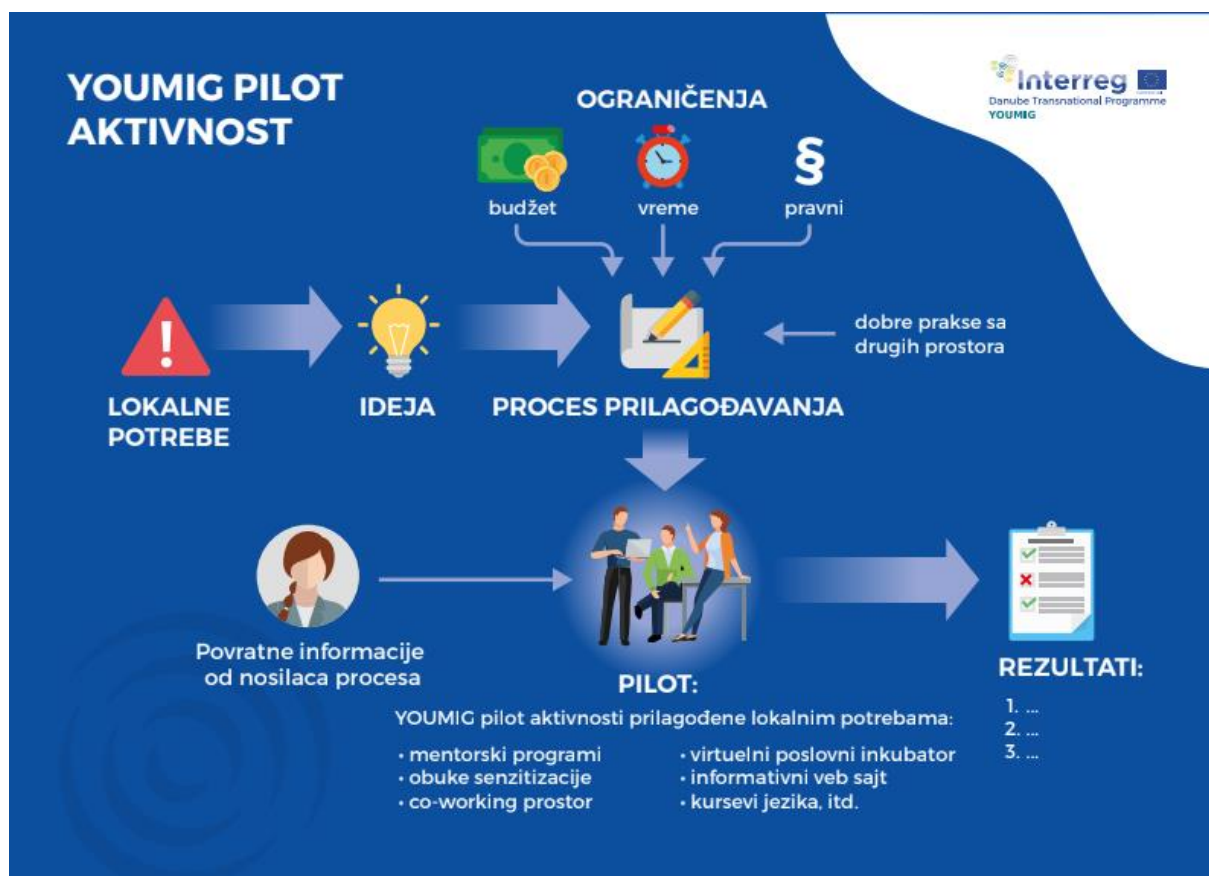 YOUMIG PILOT
AKTIVNOST
OGRANIČENJA
Interreg
Danube Transnational Programme
YOUMIG
budžet
vreme
§
pravni
dobre prakse sa
drugih prostora
LOKALNE
POTREBE
IDEJA
PROCES PRILAGOĐAVANJA
Povratne informacije
od nosilaca procesa
PILOT:
YOUMIG pilot aktivnosti prilagođene lokalnim potrebama:
• mentorski programi
• obuke senzitizacije
• co-working prostor
• virtuelni poslovni inkubator
• informativni veb sajt
• kursevi jezika, itd.
REZULTATI:
1. ...
2. ...
3. ...